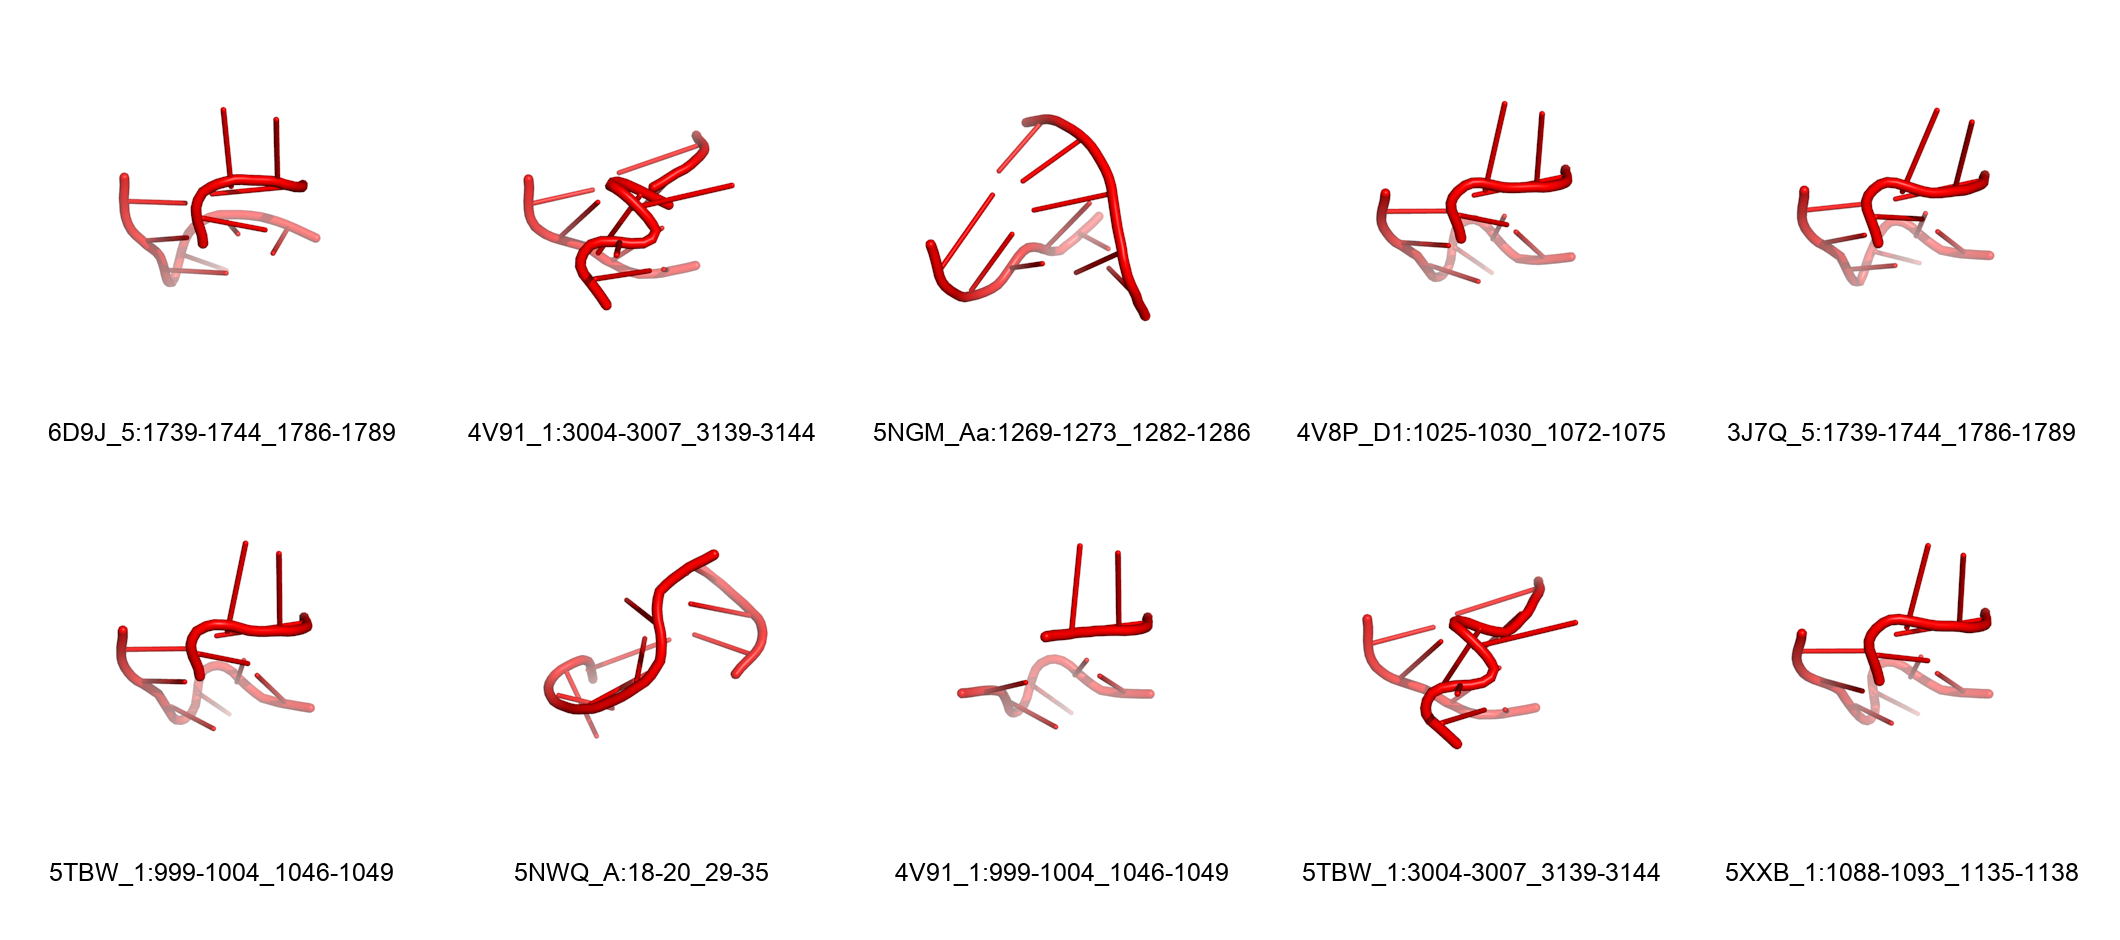 6D9J_5:1739-1744_1786-1789
4V91_1:3004-3007_3139-3144
5NGM_Aa:1269-1273_1282-1286
4V8P_D1:1025-1030_1072-1075
3J7Q_5:1739-1744_1786-1789
5TBW_1:999-1004_1046-1049
5NWQ_A:18-20_29-35
4V91_1:999-1004_1046-1049
5TBW_1:3004-3007_3139-3144
5XXB_1:1088-1093_1135-1138